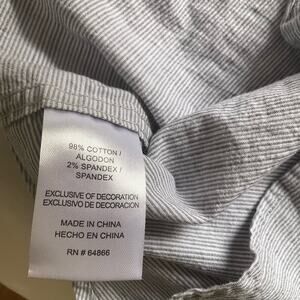 98% COTTON /
ALGODON
2% SPANDEX /
SPANDEX
EXCLUSIVE OF DECORATION
EXCLUSIVO DE DECORACION
MADE IN CHINA
HECHO EN CHINA
RN # 64866